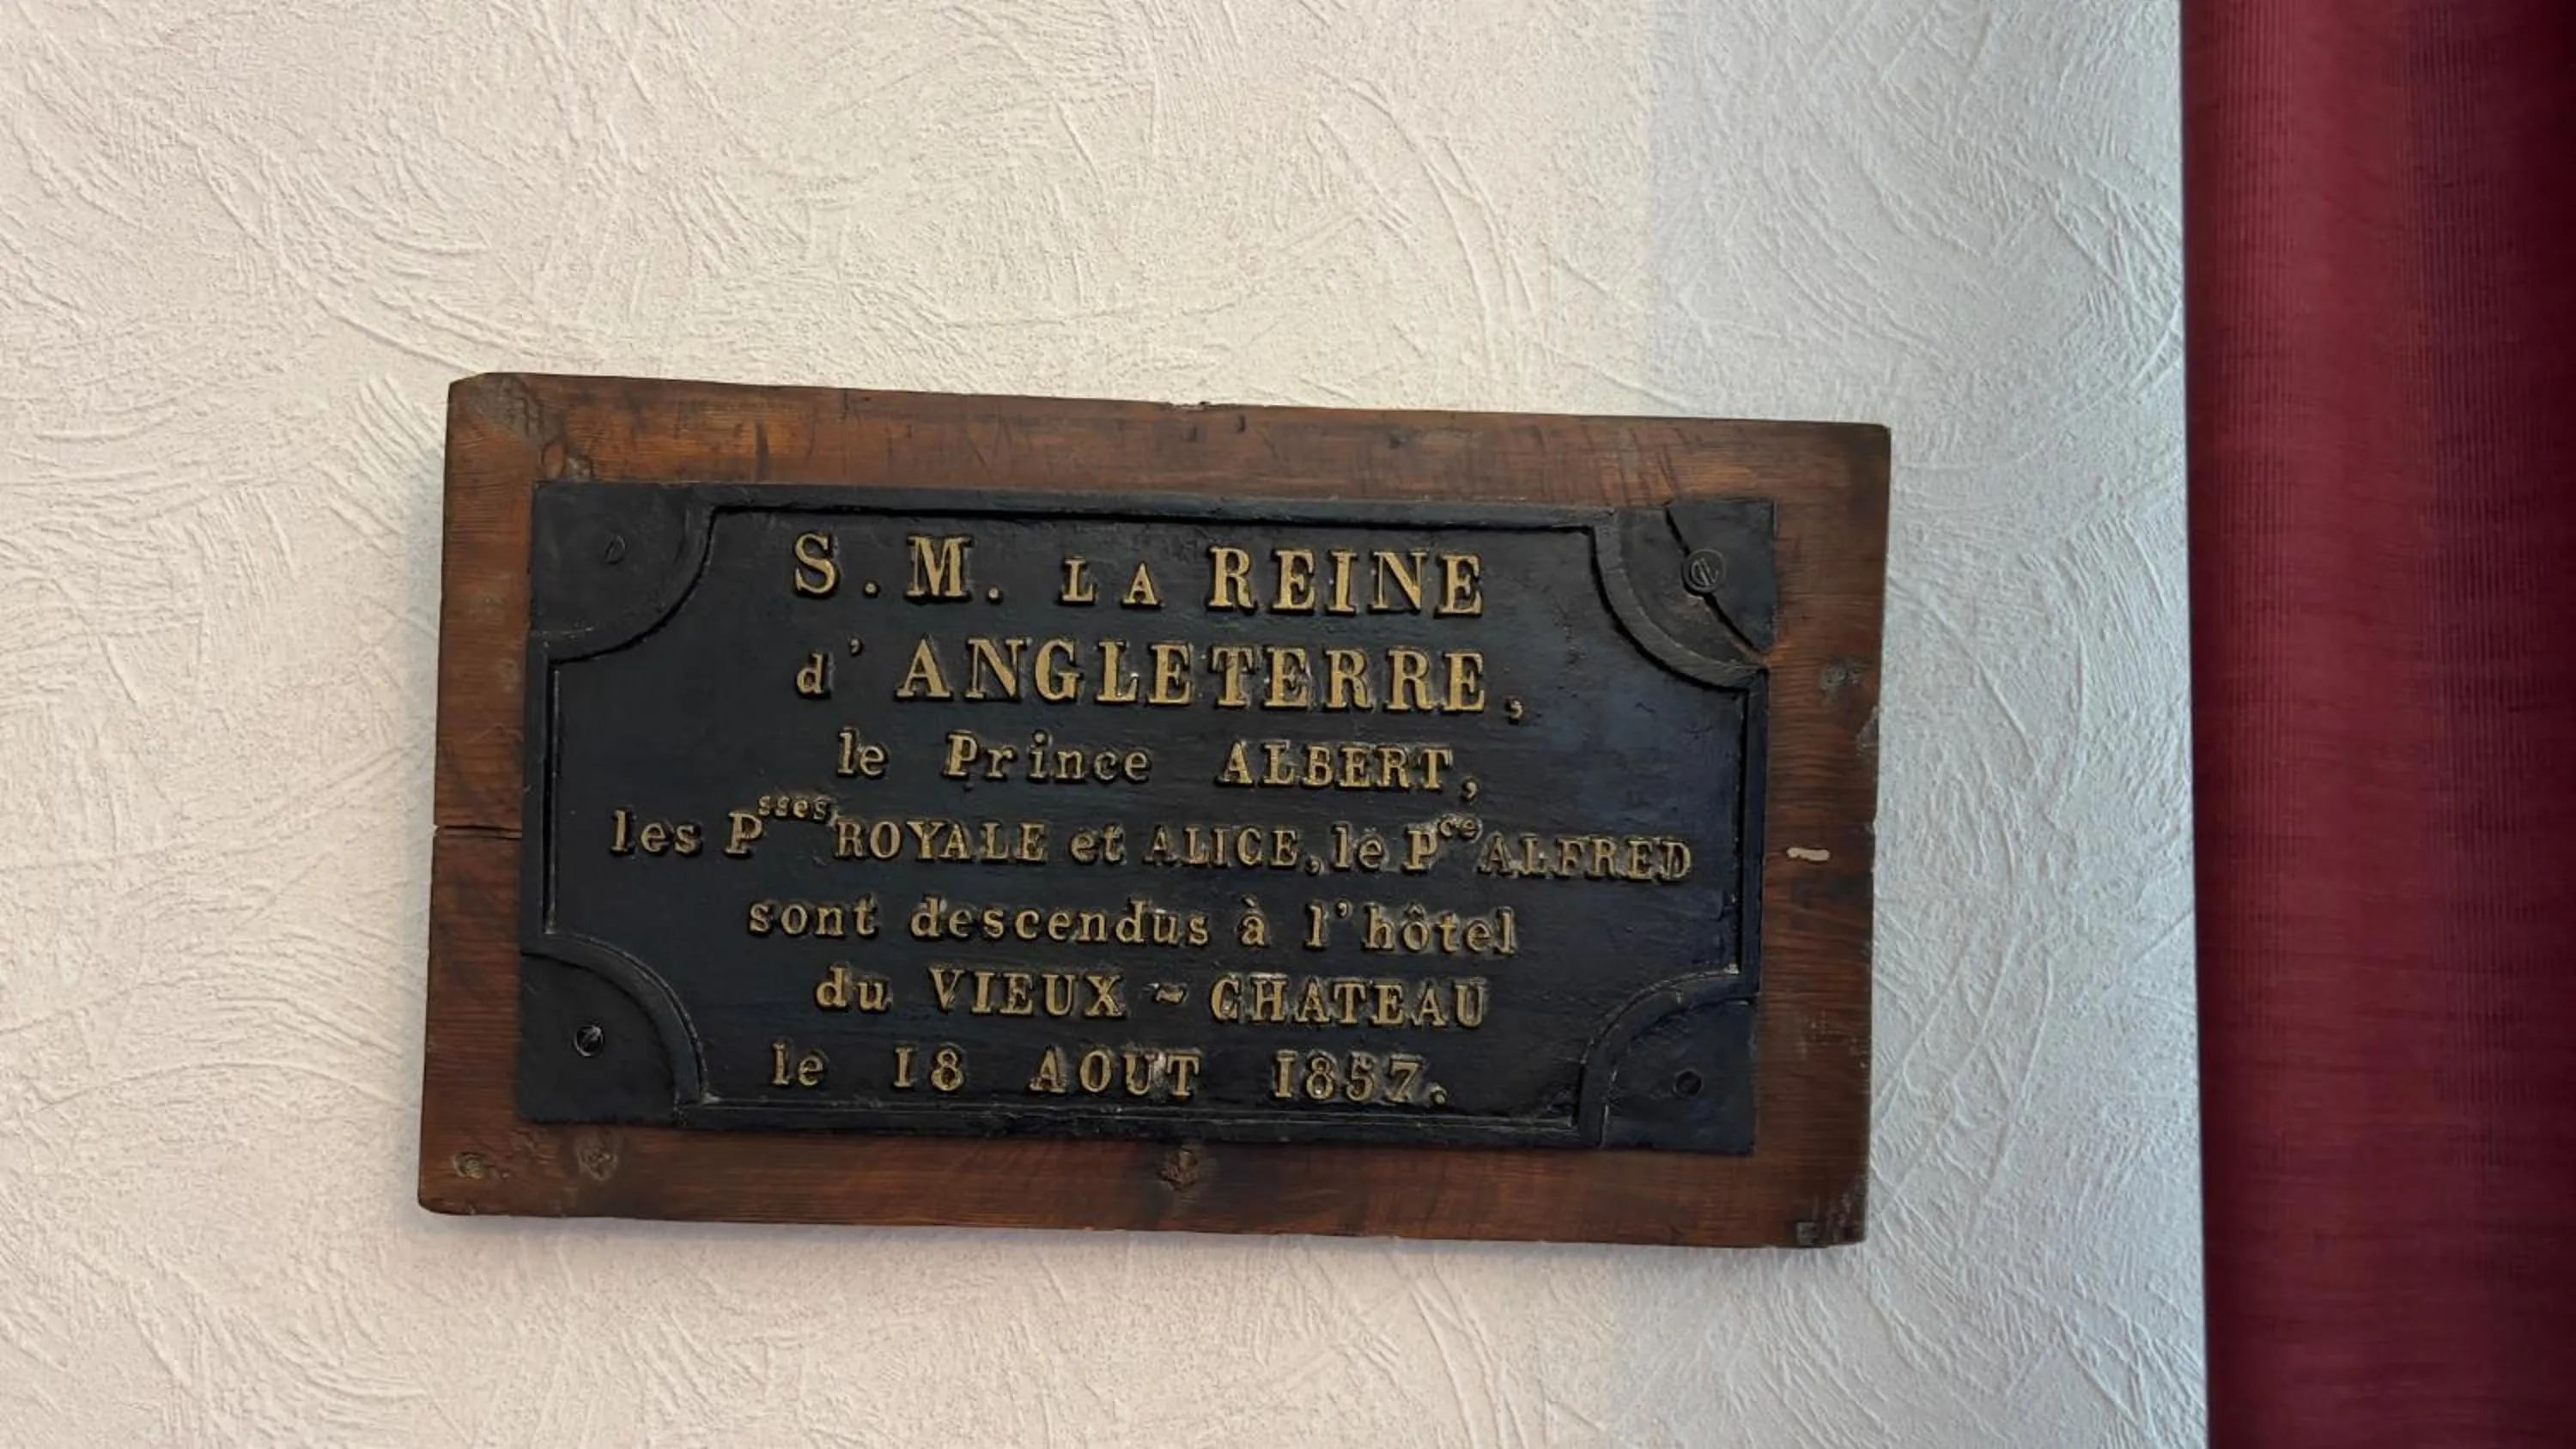 S. M. LA REINE
d'ANGLETERRE,
le Prince ALBERT,
les Psses ROYALE et ALICE, le Pce ALFRED
sont descendus à l'hôtel
du VIEUX ~ CHATEAU
le 18 AOUT 1857.